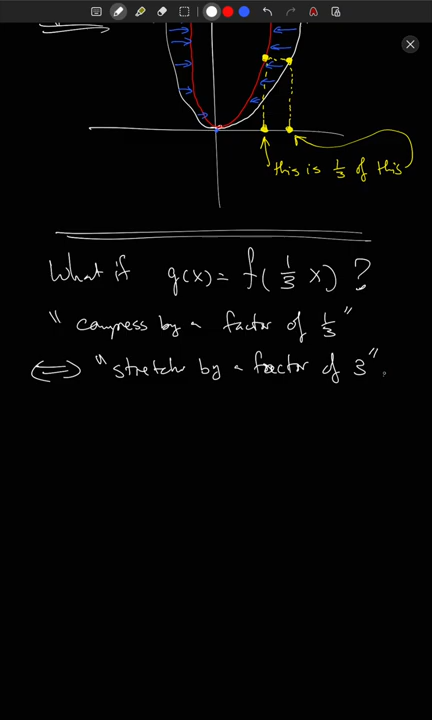 this is 1/3 of this
What if g(x) = f( 1/3 x ) ?
" compress by a factor of 1/3 "
⟺ " stretch by a factor of 3 ".